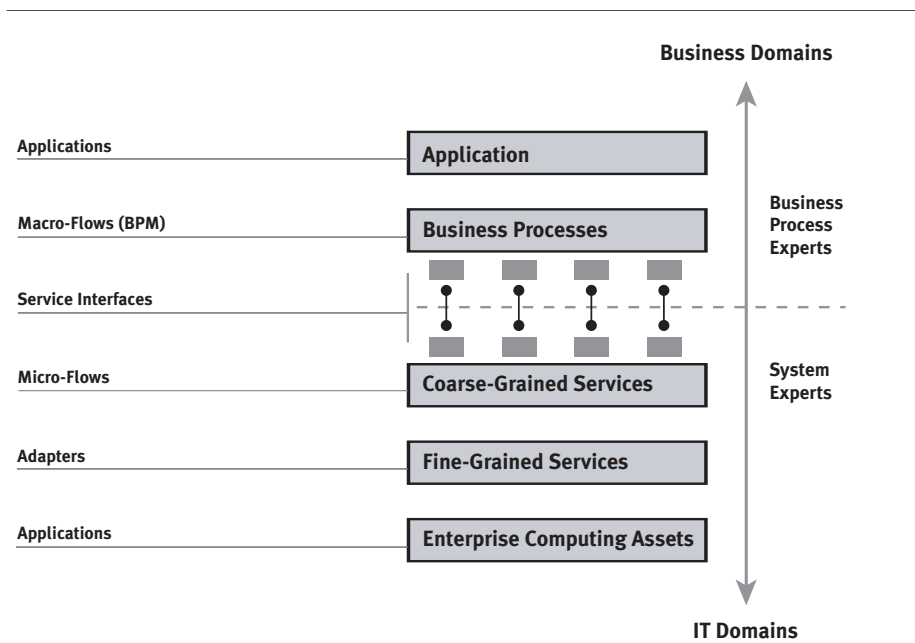 Business Domains
Applications
Application
Macro-Flows (BPM)
Business Processes
Business
Process
Experts
Service Interfaces
Micro-Flows
Coarse-Grained Services
System
Experts
Adapters
Fine-Grained Services
Applications
Enterprise Computing Assets
IT Domains